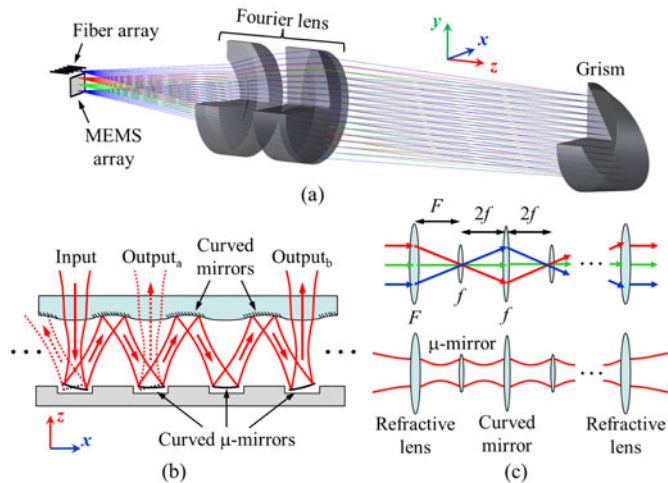 Fiber array
Fourier lens
y
x
z
Grism
MEMS
array
(a)
Input
Output_a
Curved
mirrors
Output_b
...
...
Curved μ-mirrors
z
x
(b)
F
2f
2f
...
f
F
f
μ-mirror
...
Refractive
lens
Curved
mirror
Refractive
lens
(c)